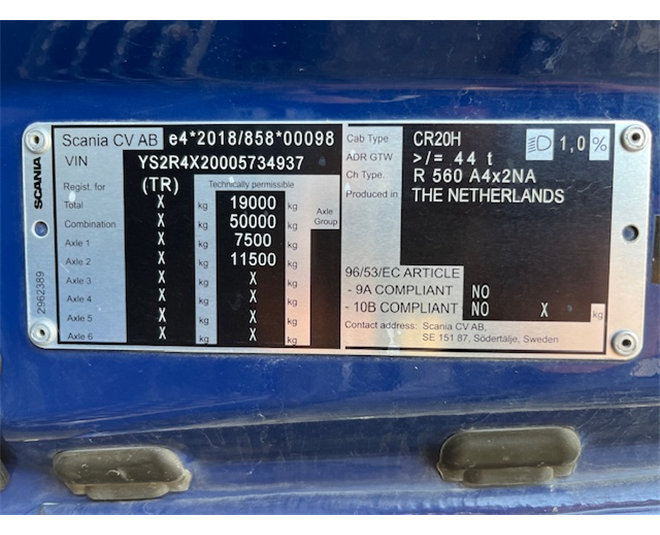 SCANIA
2962389
Scania CV AB e4*2018/858*00098
VIN YS2R4X20005734937
Regist. for (TR) Technically permissible
Total X kg 19000 kg
Combination X kg 50000 kg Axle Group
Axle 1 X kg 7500 kg
Axle 2 X kg 11500 kg
Axle 3 X kg X kg
Axle 4 X kg X kg
Axle 5 X kg X kg
Axle 6 X kg X kg
Cab Type CR20H 1,0 %
ADR GTW >/= 44 t
Ch. Type R 560 A4x2NA
Produced in THE NETHERLANDS
96/53/EC ARTICLE
- 9A COMPLIANT NO
- 10B COMPLIANT NO X kg
Contact address: Scania CV AB,
SE 151 87, Södertälje, Sweden